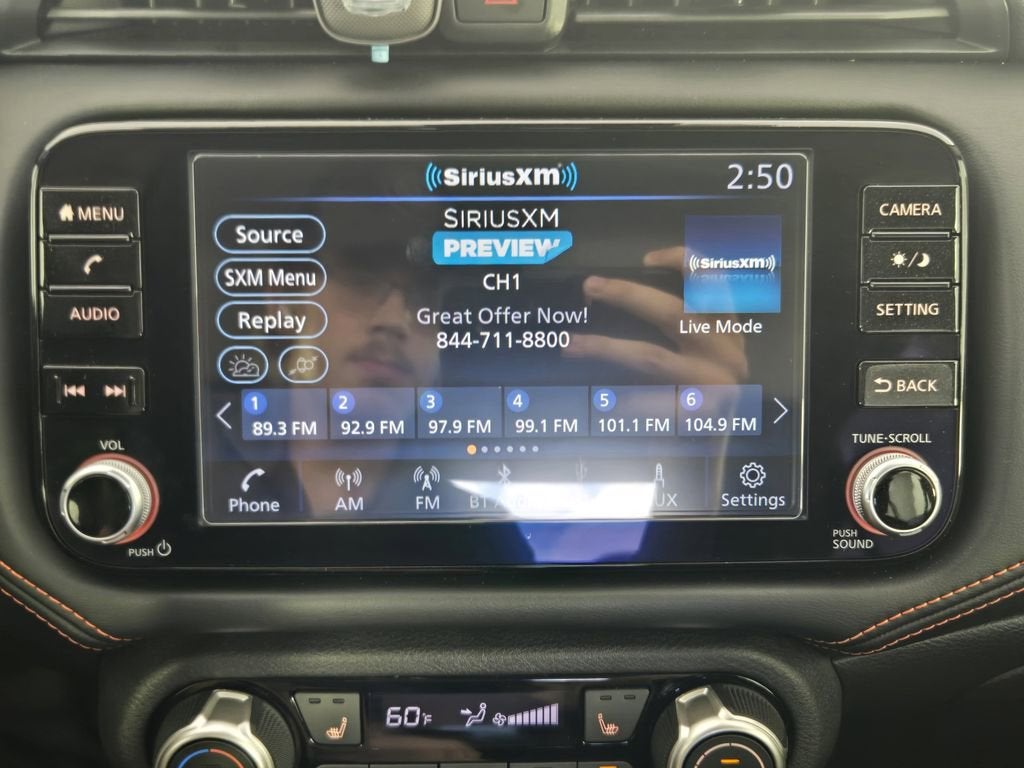 SiriusXM
2:50
MENU
AUDIO
VOL
PUSH
Source
SXM Menu
Replay
SIRIUSXM
PREVIEW
CH1
Great Offer Now!
844-711-8800
SiriusXM
Live Mode
1
89.3 FM
2
92.9 FM
3
97.9 FM
4
99.1 FM
5
101.1 FM
6
104.9 FM
Phone
AM
FM
BT
Settings
CAMERA
SETTING
BACK
TUNE·SCROLL
PUSH
SOUND
60°F